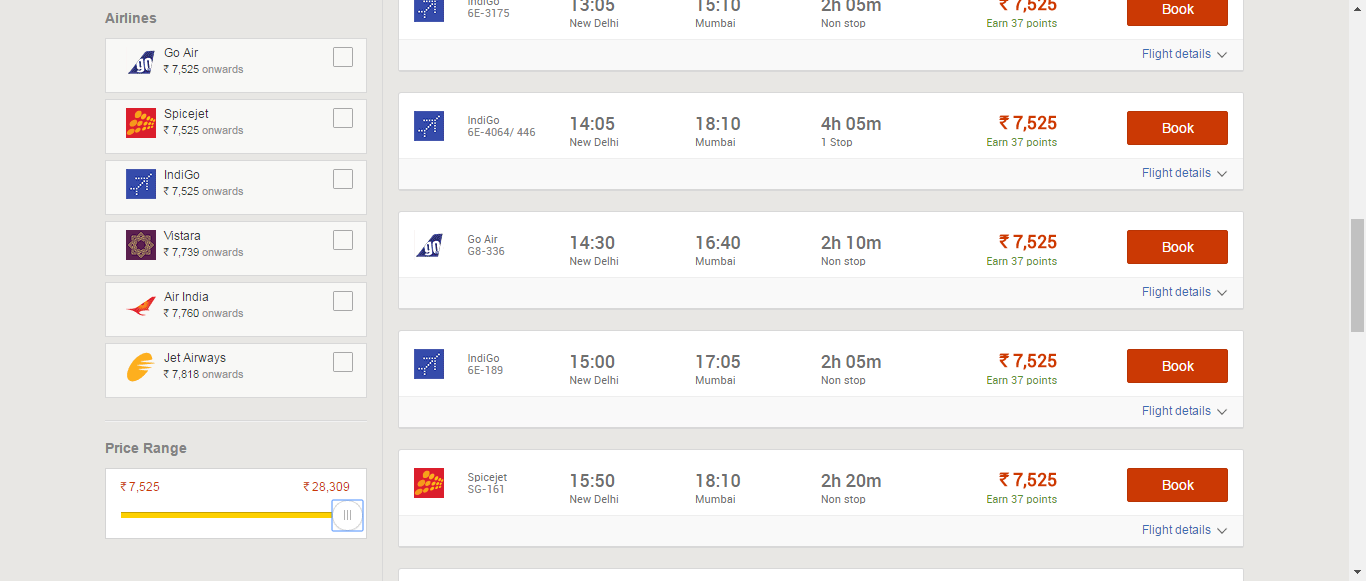 Airlines
Go Air
₹ 7,525 onwards
Spicejet
₹ 7,525 onwards
IndiGo
₹ 7,525 onwards
Vistara
₹ 7,739 onwards
Air India
₹ 7,760 onwards
Jet Airways
₹ 7,818 onwards
Price Range
₹ 7,525 ₹ 28,309
IndiGo 13:05 15:10 2h 05m ₹ 7,525 Book
6E-3175 New Delhi Mumbai Non stop Earn 37 points
Flight details
IndiGo 14:05 18:10 4h 05m ₹ 7,525 Book
6E-4064/ 446 New Delhi Mumbai 1 Stop Earn 37 points
Flight details
go Go Air 14:30 16:40 2h 10m ₹ 7,525 Book
G8-336 New Delhi Mumbai Non stop Earn 37 points
Flight details
IndiGo 15:00 17:05 2h 05m ₹ 7,525 Book
6E-189 New Delhi Mumbai Non stop Earn 37 points
Flight details
Spicejet 15:50 18:10 2h 20m ₹ 7,525 Book
SG-161 New Delhi Mumbai Non stop Earn 37 points
Flight details